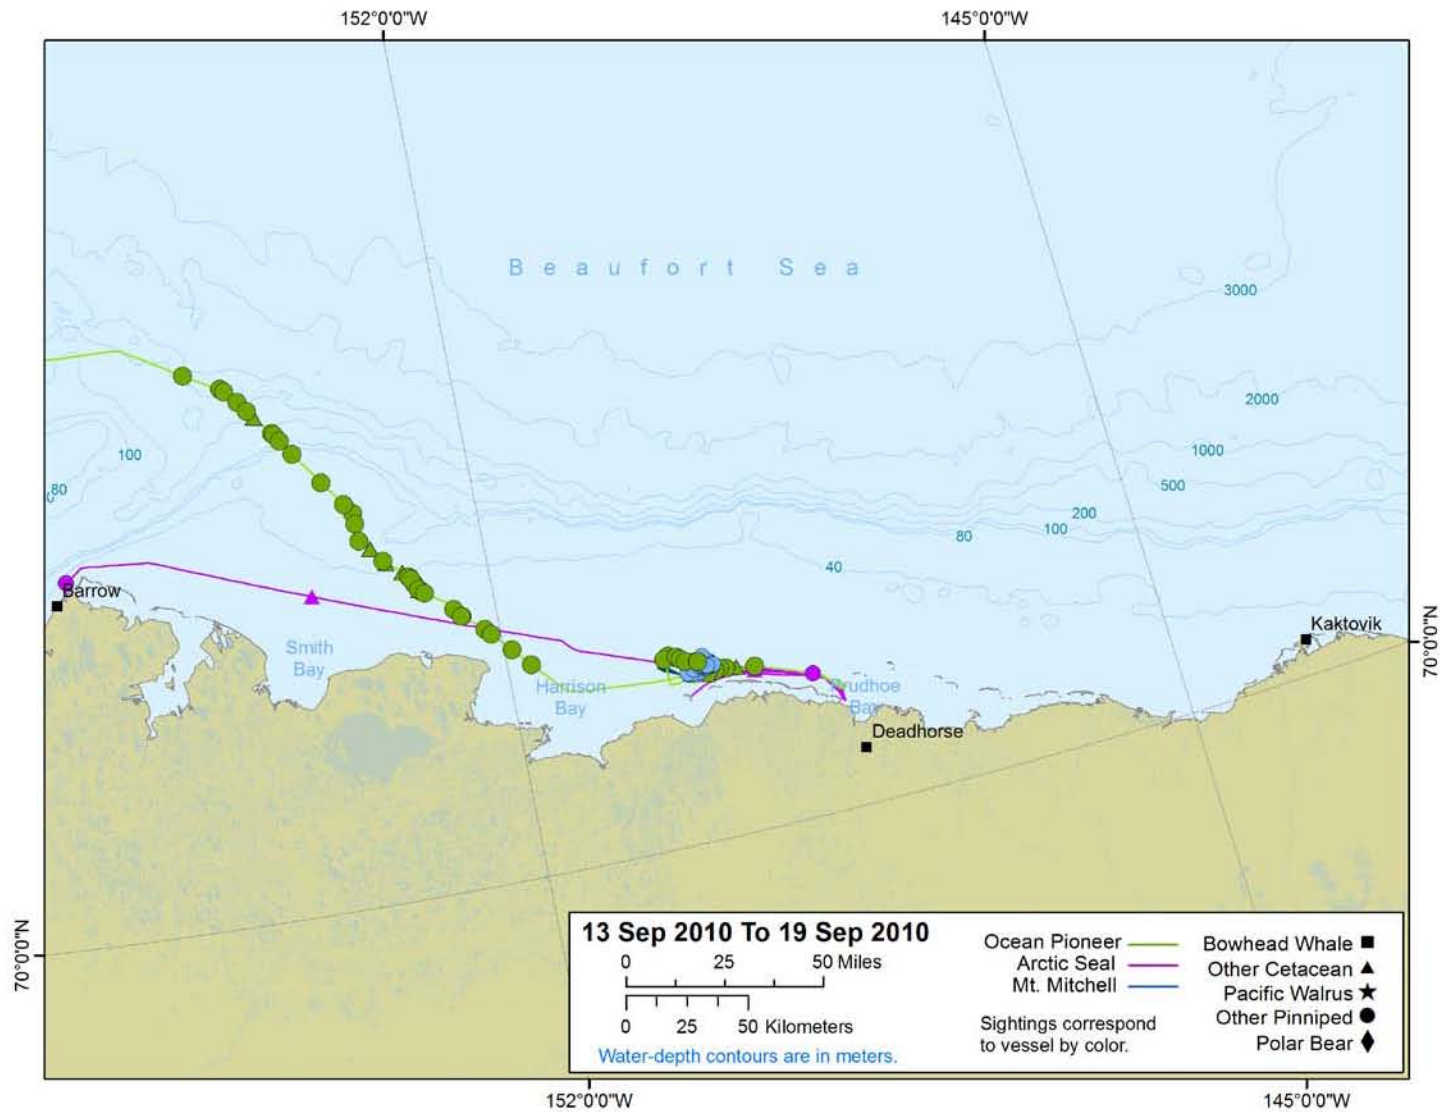 152°0'0"W 145°0'0"W
Beaufort Sea
3000
2000
1000
100
500
80
200
100
80
40
Barrow
Kaktovik
70°0'0"N
Smith
Bay
Harrison
Bay
Prudhoe
Bay
Deadhorse
70°0'0"N
13 Sep 2010 To 19 Sep 2010
0 25 50 Miles
0 25 50 Kilometers
Water-depth contours are in meters.
Ocean Pioneer
Arctic Seal
Mt. Mitchell
Sightings correspond
to vessel by color.
Bowhead Whale
Other Cetacean
Pacific Walrus
Other Pinniped
Polar Bear
152°0'0"W 145°0'0"W